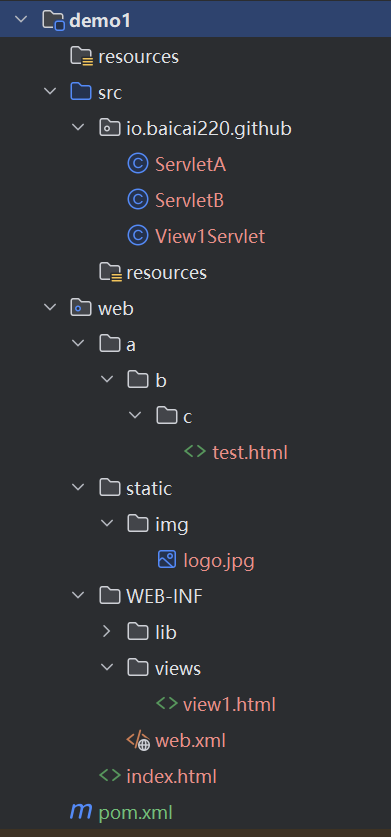 demo1
resources
src
io.baicai220.github
ServletA
ServletB
View1Servlet
resources
web
a
b
c
test.html
static
img
logo.jpg
WEB-INF
lib
views
view1.html
web.xml
index.html
pom.xml